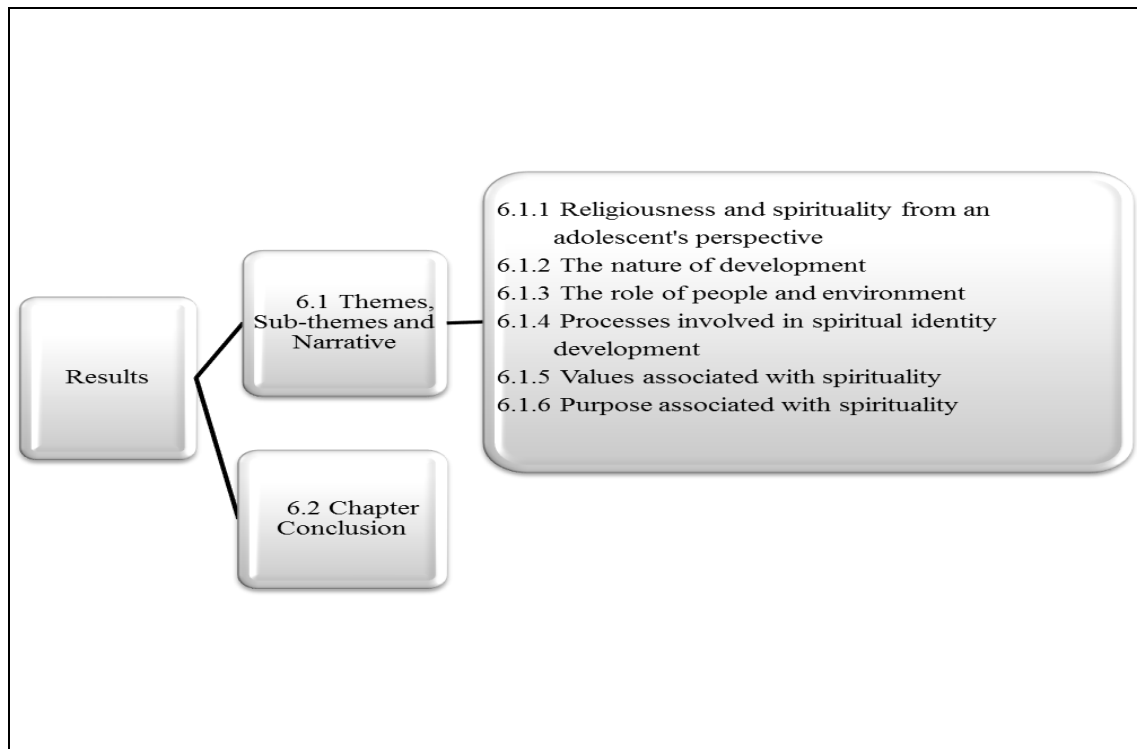 Results
6.1 Themes,
Sub-themes and
Narrative
6.2 Chapter
Conclusion
6.1.1 Religiousness and spirituality from an
adolescent's perspective
6.1.2 The nature of development
6.1.3 The role of people and environment
6.1.4 Processes involved in spiritual identity
development
6.1.5 Values associated with spirituality
6.1.6 Purpose associated with spirituality